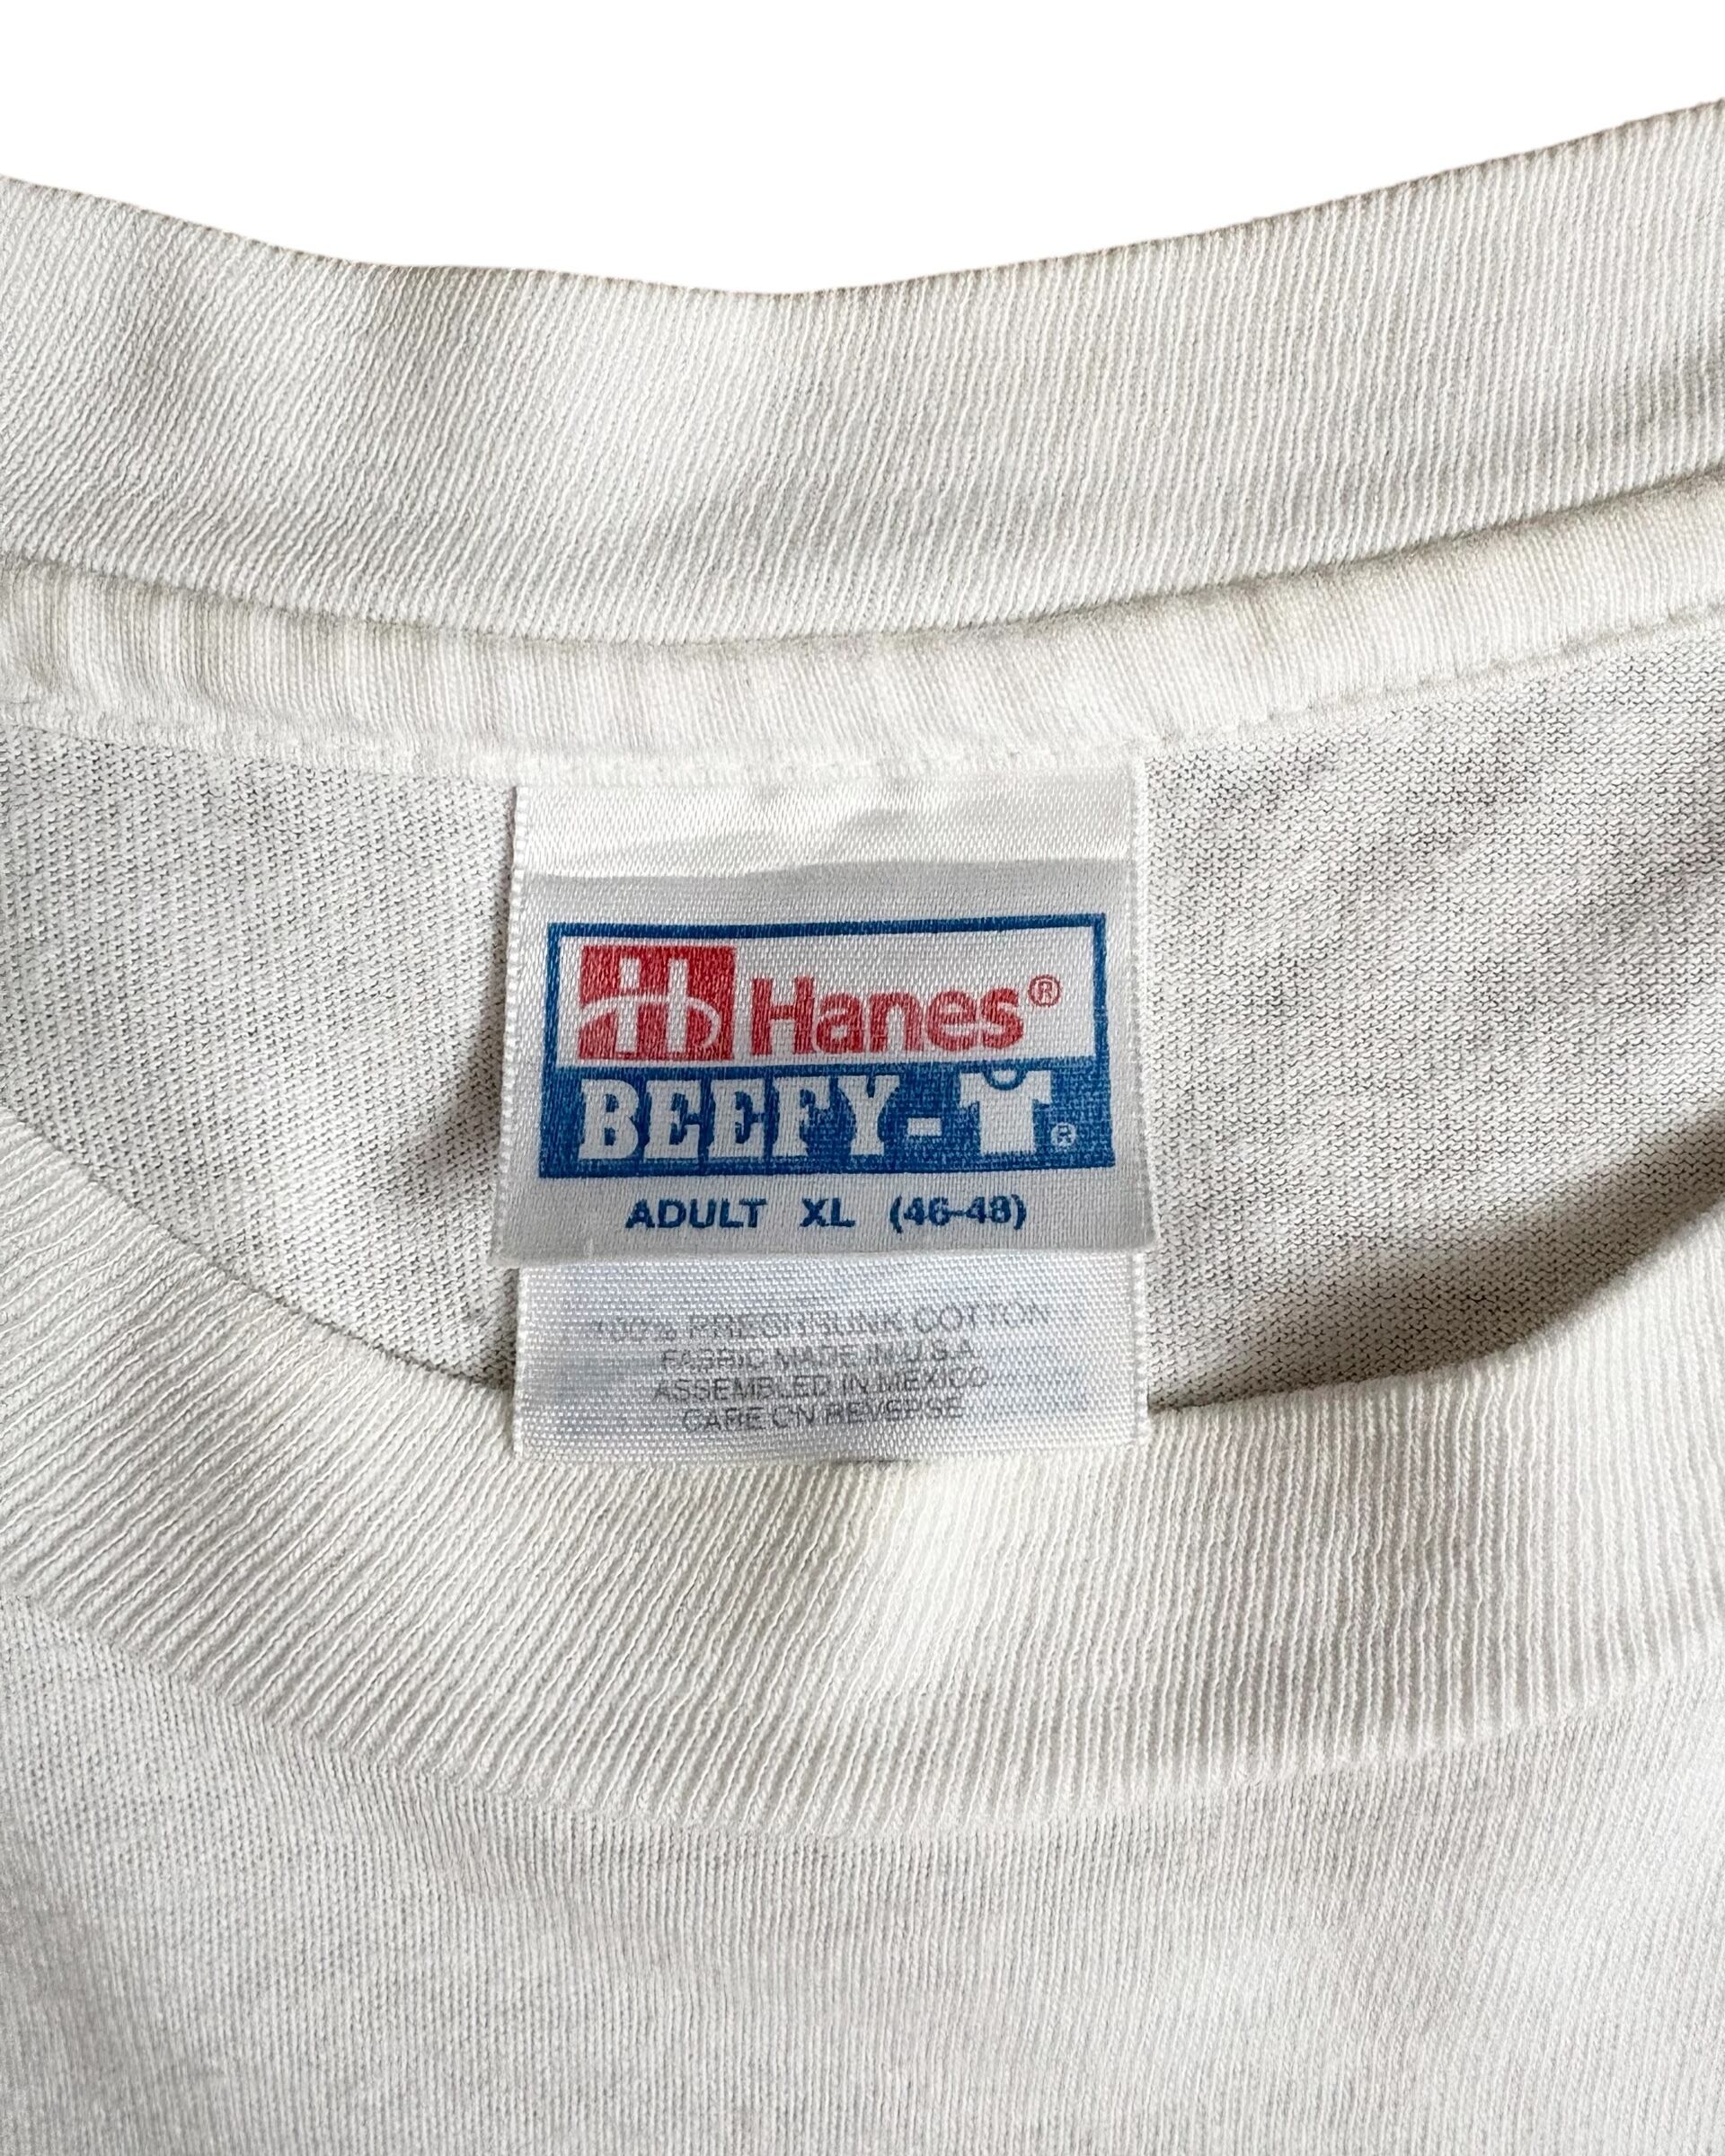 Hanes®
BEEFY-T®
ADULT XL (46-48)
100% PRESHRUNK COTTON
FABRIC MADE IN U.S.A.
ASSEMBLED IN MEXICO
CARE ON REVERSE